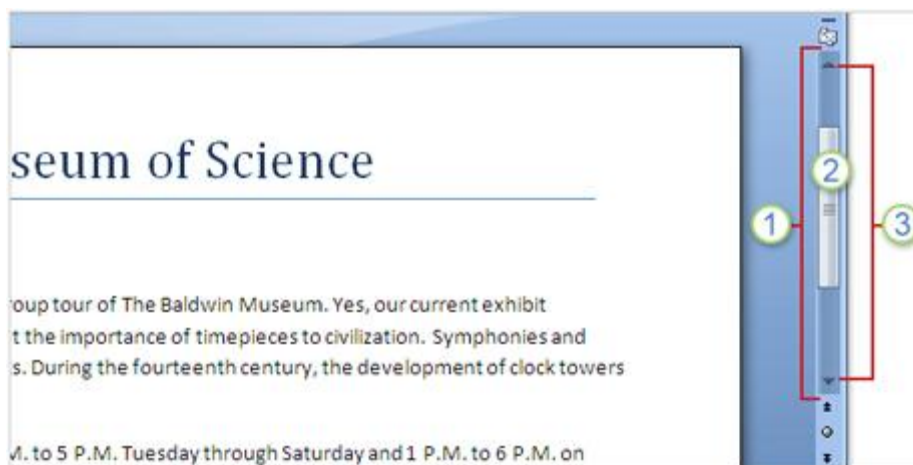 seum of Science
oup tour of The Baldwin Museum. Yes, our current exhibit
t the importance of timepieces to civilization. Symphonies and
s. During the fourteenth century, the development of clock towers
M. to 5 P.M. Tuesday through Saturday and 1 P.M. to 6 P.M. on
1
2
3